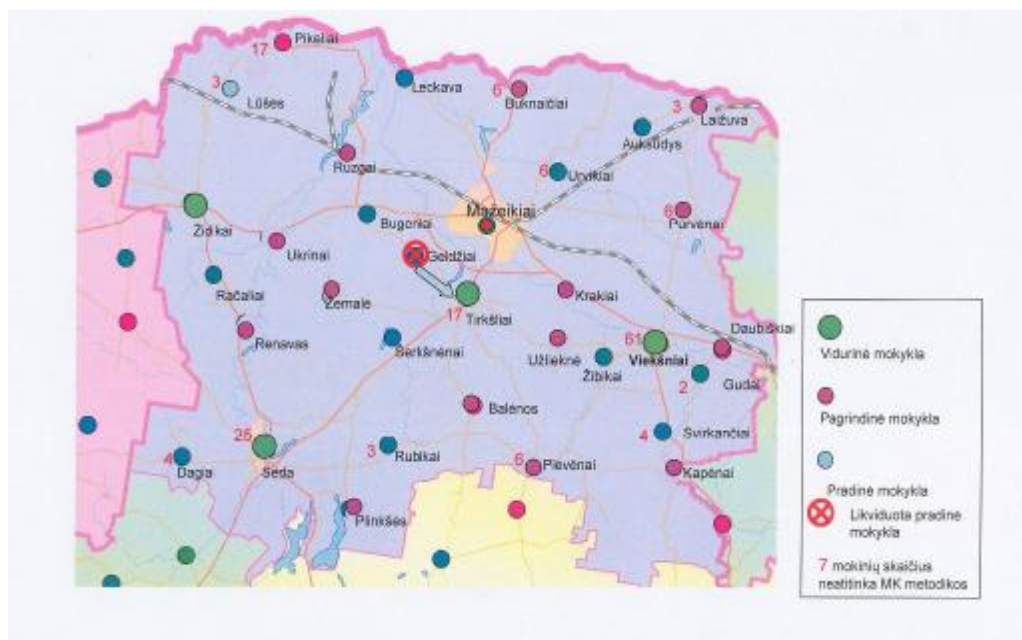 Pikeliai
17
Leckava
3
Lūšės
6
Buknaičiai
3
Laižuva
Auksūdys
Ruzgai
6
Urvikiai
Židikai
Bugeniai
Mažeikiai
6
Purvėnai
Ukrinai
Geldžiai
Račaliai
Žemalė
Krakiai
17
Tirkšliai
Renavas
Serkšnėnai
Užlieknė
61
Viekšniai
Daubiškiai
Žibikai
2
Gudai
Balėnos
25
Seda
4
Dagia
3
Rubikai
4
Svirkančiai
6
Pievėnai
Kapėnai
Plinkšės
Vidurinė mokykla
Pagrindinė mokykla
Pradinė mokykla
Likviduota pradinė
mokykla
7 mokinių skaičius
neatitinka MK metodikos